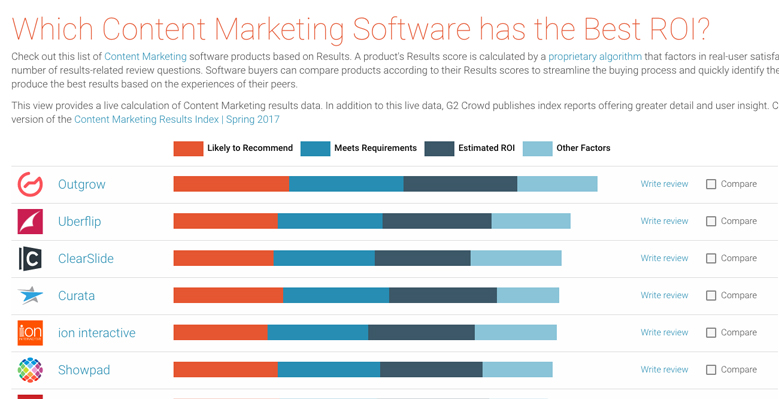 Which Content Marketing Software has the Best ROI?
Check out this list of Content Marketing software products based on Results. A product's Results score is calculated by a proprietary algorithm that factors in real-user satisfa
number of results-related review questions. Software buyers can compare products according to their Results scores to streamline the buying process and quickly identify the
produce the best results based on the experiences of their peers.
This view provides a live calculation of Content Marketing results data. In addition to this live data, G2 Crowd publishes index reports offering greater detail and user insight. C
version of the Content Marketing Results Index | Spring 2017
Likely to Recommend Meets Requirements Estimated ROI Other Factors
Outgrow Write review Compare
Uberflip Write review Compare
C ClearSlide Write review Compare
Curata Write review Compare
ion ion interactive Write review Compare
Showpad Write review Compare